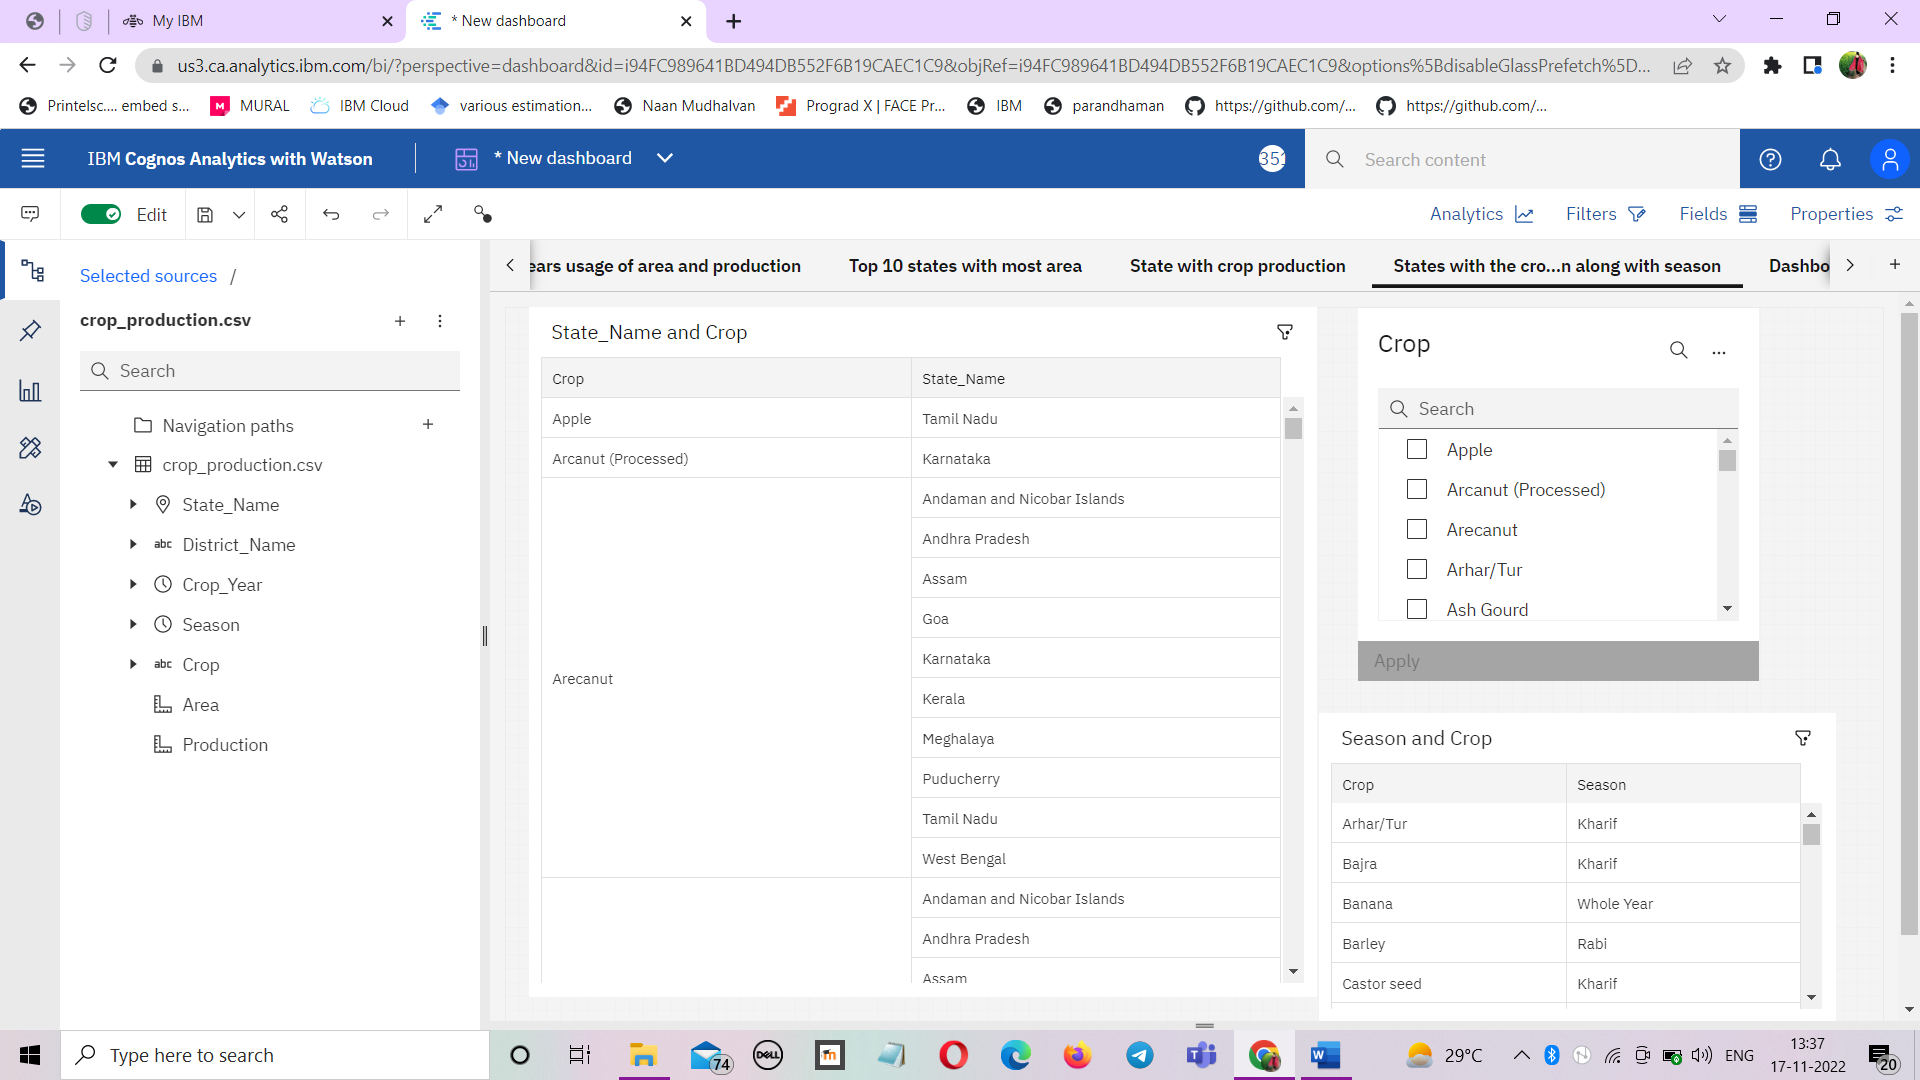 My IBM
* New dashboard
us3.ca.analytics.ibm.com/bi/?perspective=dashboard&id=i94FC989641BD494DB552F6B19CAEC1C9&objRef=i94FC989641BD494DB552F6B19CAEC1C9&options%5BdisableGlassPrefetch%5D...
Printelsc.... embed s...
MURAL
IBM Cloud
various estimation...
Naan Mudhalvan
Prograd X | FACE Pr...
IBM
parandhaman
https://github.com/...
https://github.com/...
IBM Cognos Analytics with Watson
* New dashboard
351
Search content
Edit
Analytics
Filters
Fields
Properties
Selected sources /
ears usage of area and production
Top 10 states with most area
State with crop production
States with the cro...n along with season
Dashbo
crop_production.csv
Search
Navigation paths
crop_production.csv
State_Name
abc District_Name
Crop_Year
Season
abc Crop
Area
Production
State_Name and Crop
Crop State_Name
Apple Tamil Nadu
Arcanut (Processed) Karnataka
Andaman and Nicobar Islands
Andhra Pradesh
Assam
Goa
Karnataka
Arecanut
Kerala
Meghalaya
Puducherry
Tamil Nadu
West Bengal
Andaman and Nicobar Islands
Andhra Pradesh
Assam
Crop
Search
Apple
Arcanut (Processed)
Arecanut
Arhar/Tur
Ash Gourd
Apply
Season and Crop
Crop Season
Arhar/Tur Kharif
Bajra Kharif
Banana Whole Year
Barley Rabi
Castor seed Kharif
Type here to search
74
DELL
m
W
29°C
ENG
13:37
17-11-2022
20